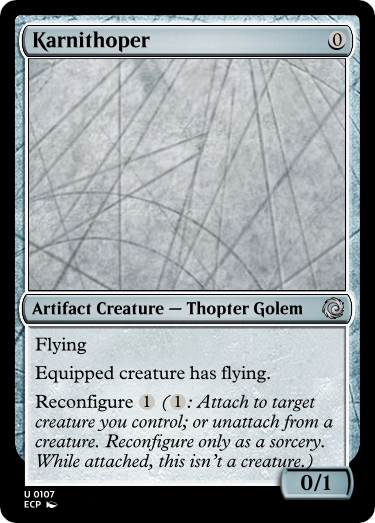 Karnithoper 0
Artifact Creature — Thopter Golem
Flying
Equipped creature has flying.
Reconfigure 1 (1: Attach to target
creature you control; or unattach from a
creature. Reconfigure only as a sorcery.
While attached, this isn't a creature.)
0/1
U 0107
ECP